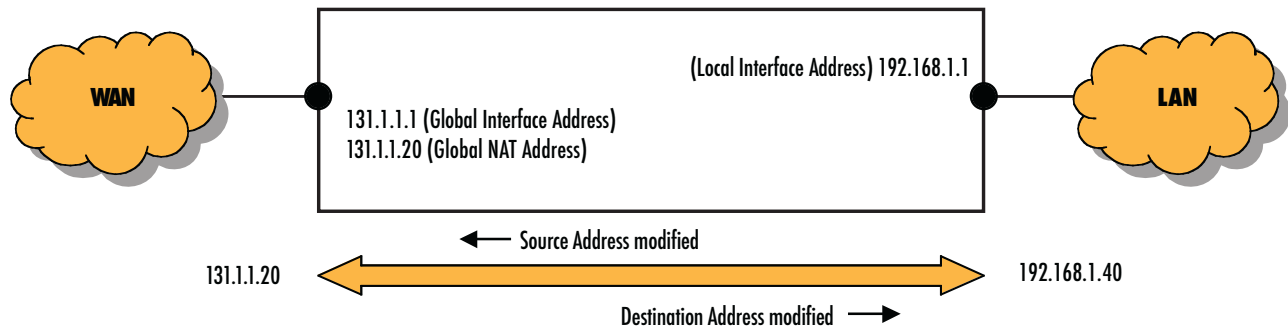 WAN
(Local Interface Address) 192.168.1.1
LAN
131.1.1.1 (Global Interface Address)
131.1.1.20 (Global NAT Address)
Source Address modified
131.1.1.20
192.168.1.40
Destination Address modified